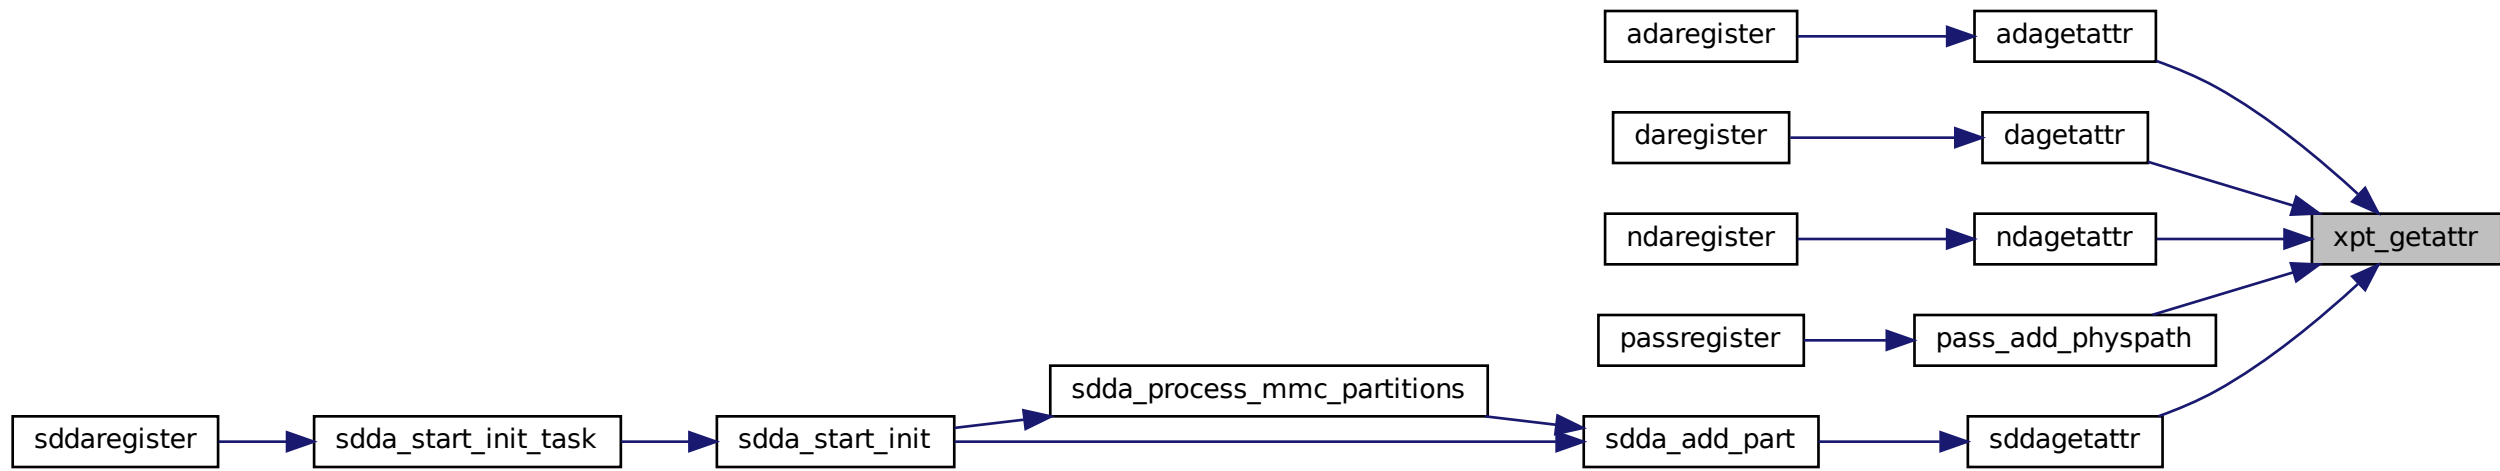 adaregister
adagetattr
daregister
dagetattr
ndaregister
ndagetattr
xpt_getattr
passregister
pass_add_physpath
sdda_process_mmc_partitions
sddaregister
sdda_start_init_task
sdda_start_init
sdda_add_part
sddagetattr